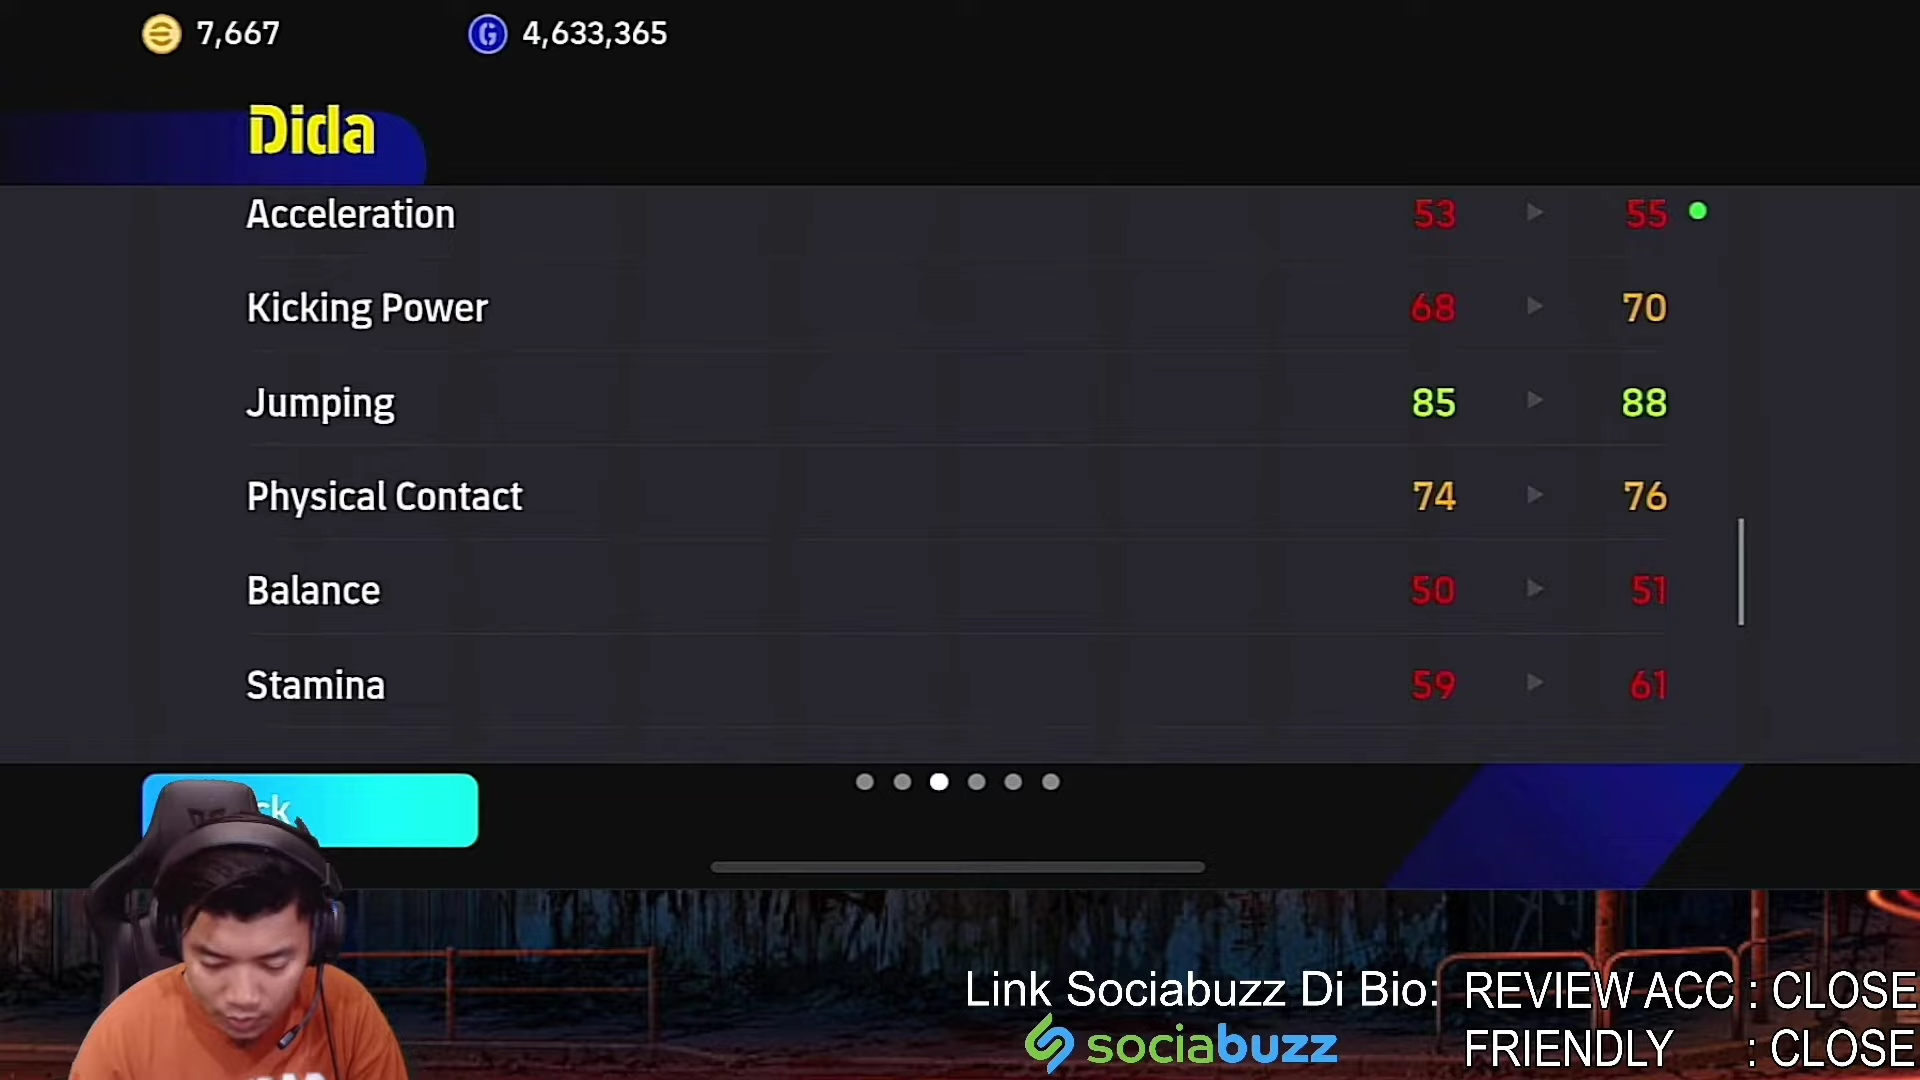 7,667 4,633,365
Dida
Acceleration 53 55
Kicking Power 68 70
Jumping 85 88
Physical Contact 74 76
Balance 50 51
Stamina 59 61
Link Sociabuzz Di Bio: REVIEW ACC : CLOSE
sociabuzz FRIENDLY : CLOSE